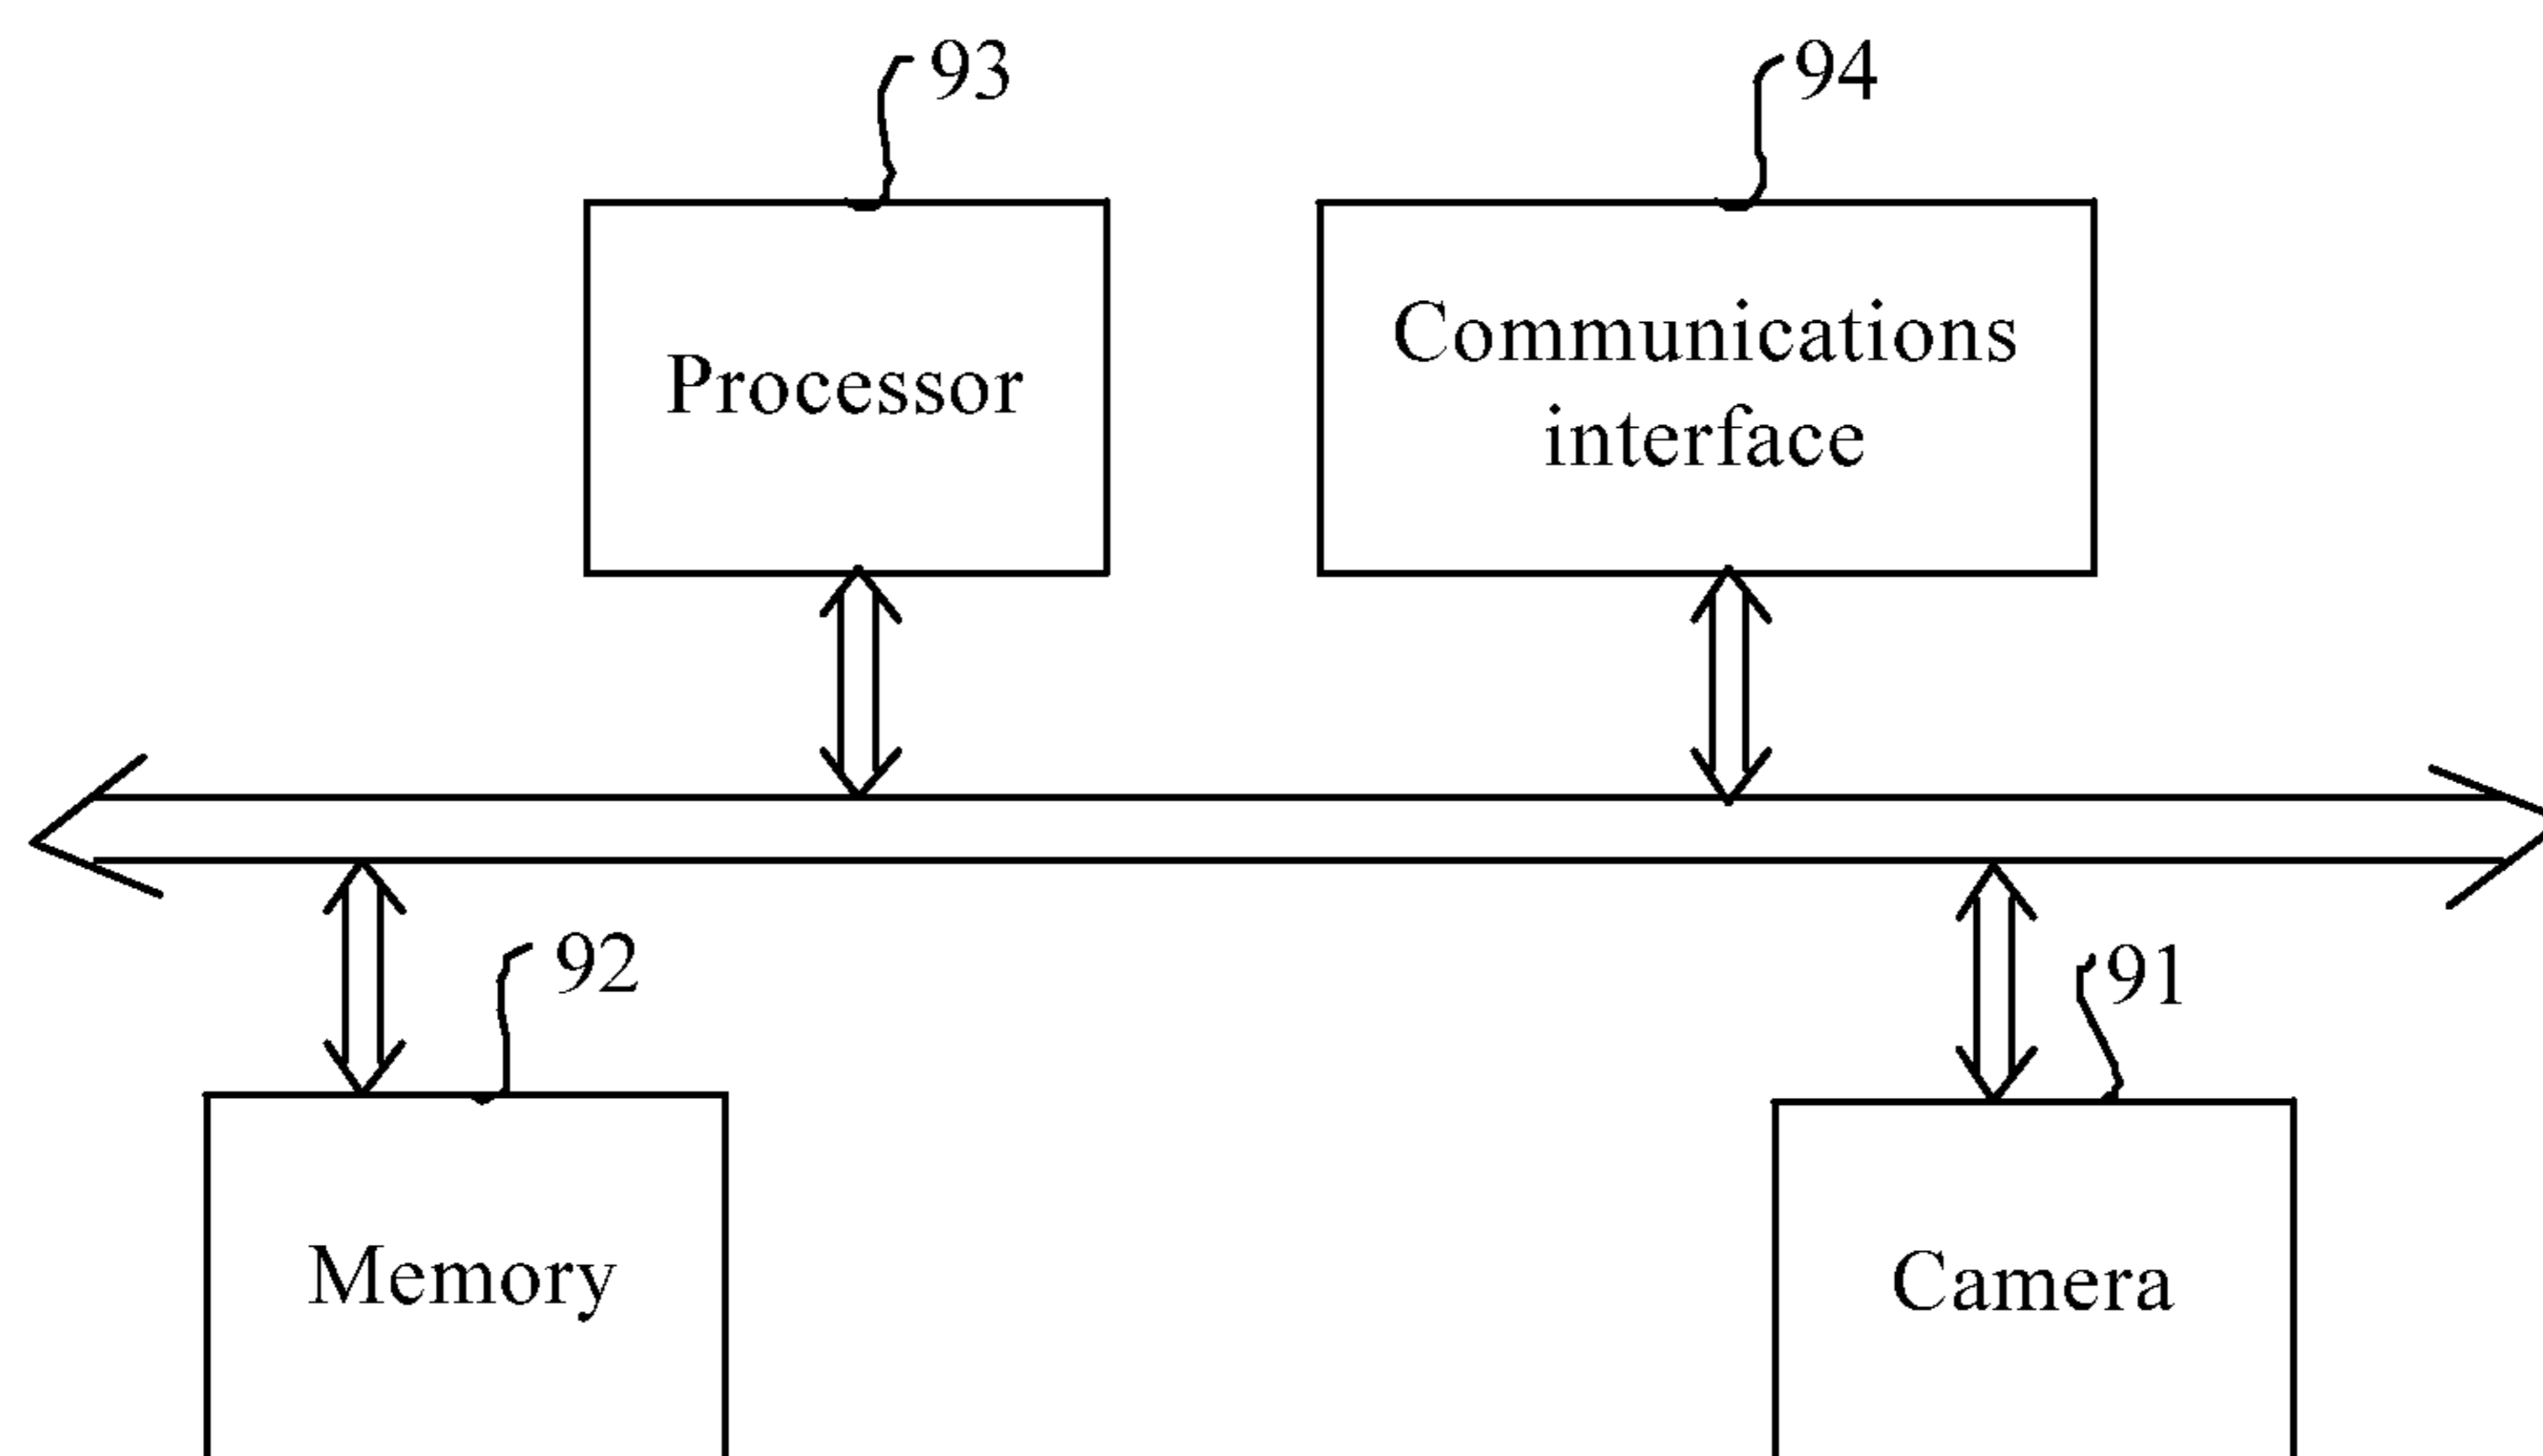 93
94
Processor
Communications
interface
92
91
Memory
Camera